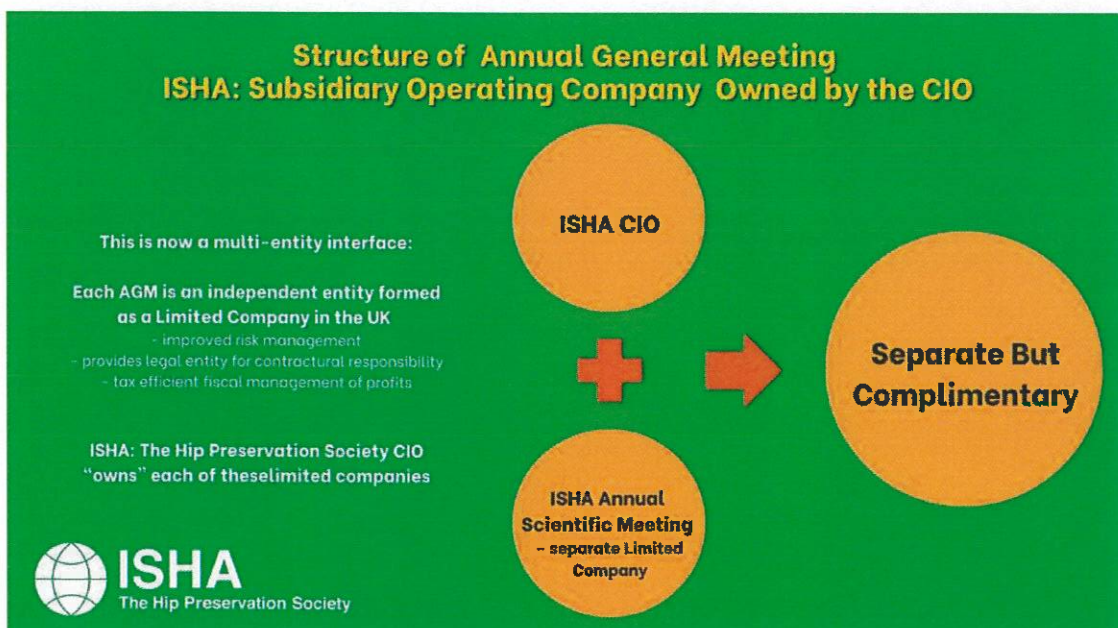 Structure of Annual General Meeting
ISHA: Subsidiary Operating Company Owned by the CIO
This is now a multi-entity interface:
Each AGM is an independent entity formed
as a Limited Company in the UK
- improved risk management
- provides legal entity for contractural responsibility
- tax efficient fiscal management of profits
ISHA: The Hip Preservation Society CIO
“owns” each of theselimited companies
ISHA CIO
ISHA Annual
Scientific Meeting
- separate Limited
Company
Separate But
Complimentary
ISHA
The Hip Preservation Society